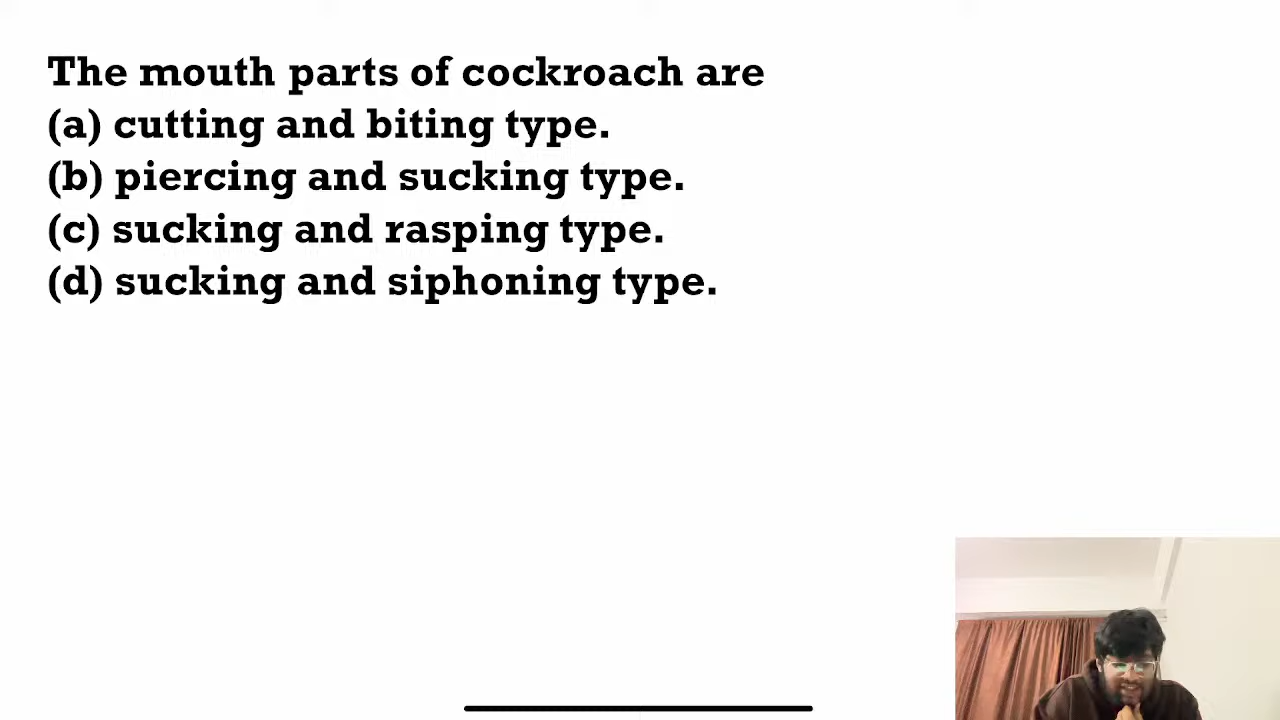 The mouth parts of cockroach are
(a) cutting and biting type.
(b) piercing and sucking type.
(c) sucking and rasping type.
(d) sucking and siphoning type.